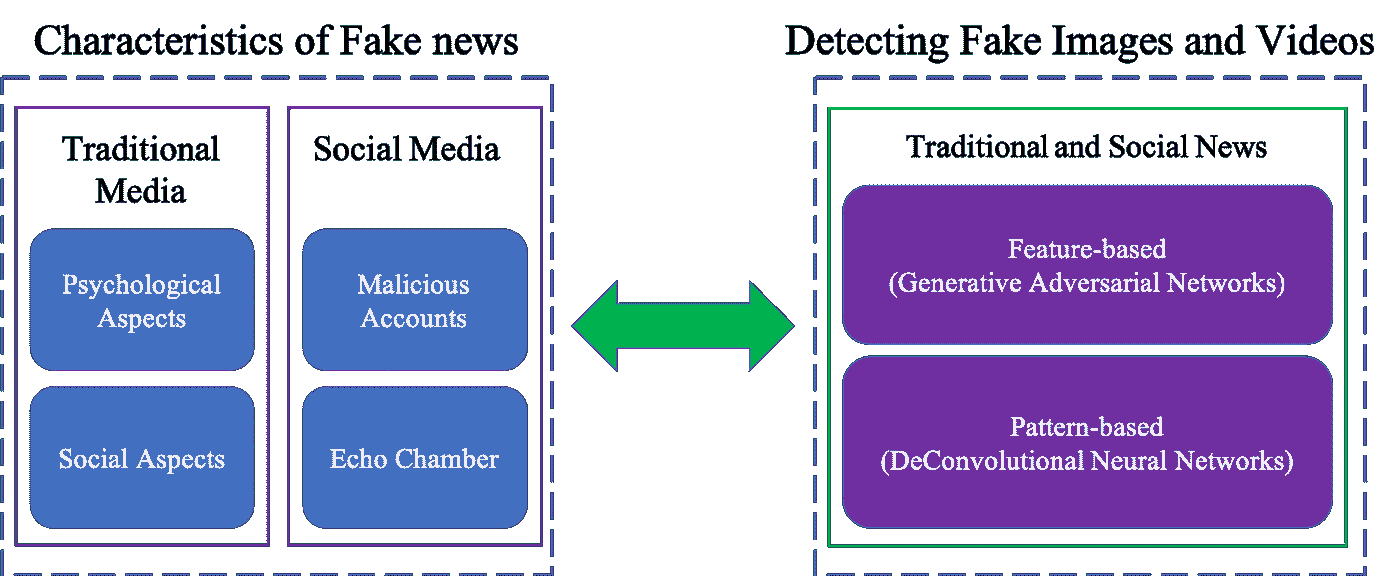 Characteristics of Fake news
Traditional
Media
Psychological
Aspects
Social Aspects
Social Media
Malicious
Accounts
Echo Chamber
Detecting Fake Images and Videos
Traditional and Social News
Feature-based
(Generative Adversarial Networks)
Pattern-based
(DeConvolutional Neural Networks)